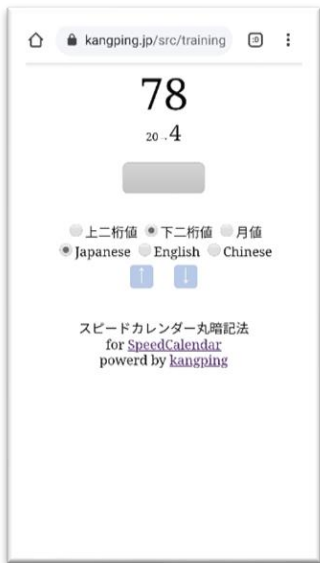 kangping.jp/src/training
78
20→4
上二桁値 下二桁値 月値
Japanese English Chinese
↑ ↓
スピードカレンダー丸暗記法
for SpeedCalendar
powerd by kangping